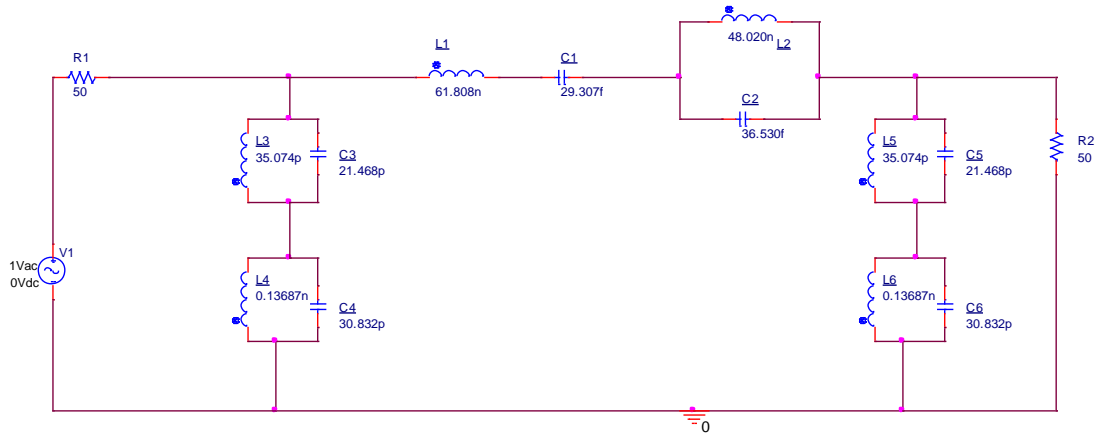 48.020n
L2
L1
61.808n
C1
29.307f
C2
36.530f
R1
50
L3
35.074p
C3
21.468p
L5
35.074p
C5
21.468p
R2
50
V1
1Vac
0Vdc
L4
0.13687n
C4
30.832p
L6
0.13687n
C6
30.832p
0